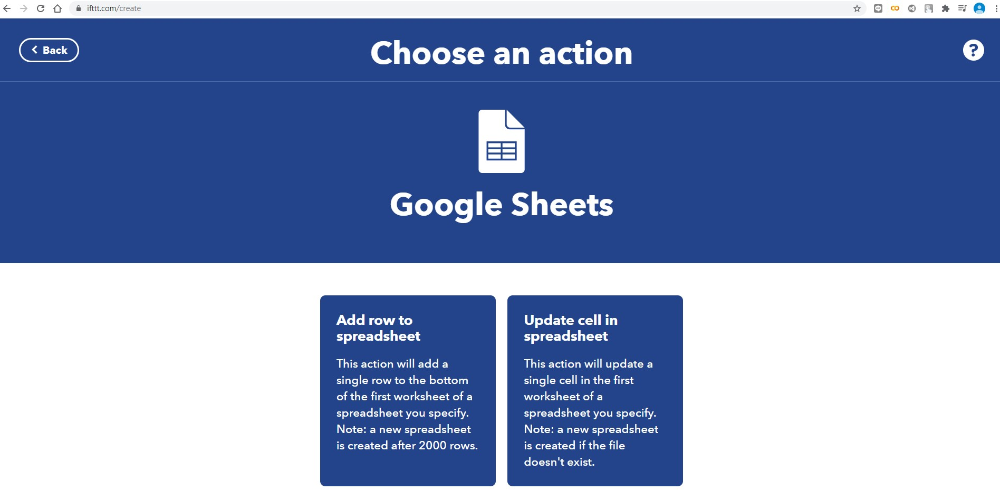 ifttt.com/create
Back
Choose an action
?
Google Sheets
Add row to
spreadsheet
This action will add a
single row to the bottom
of the first worksheet of a
spreadsheet you specify.
Note: a new spreadsheet
is created after 2000 rows.
Update cell in
spreadsheet
This action will update a
single cell in the first
worksheet of a
spreadsheet you specify.
Note: a new spreadsheet
is created if the file
doesn't exist.